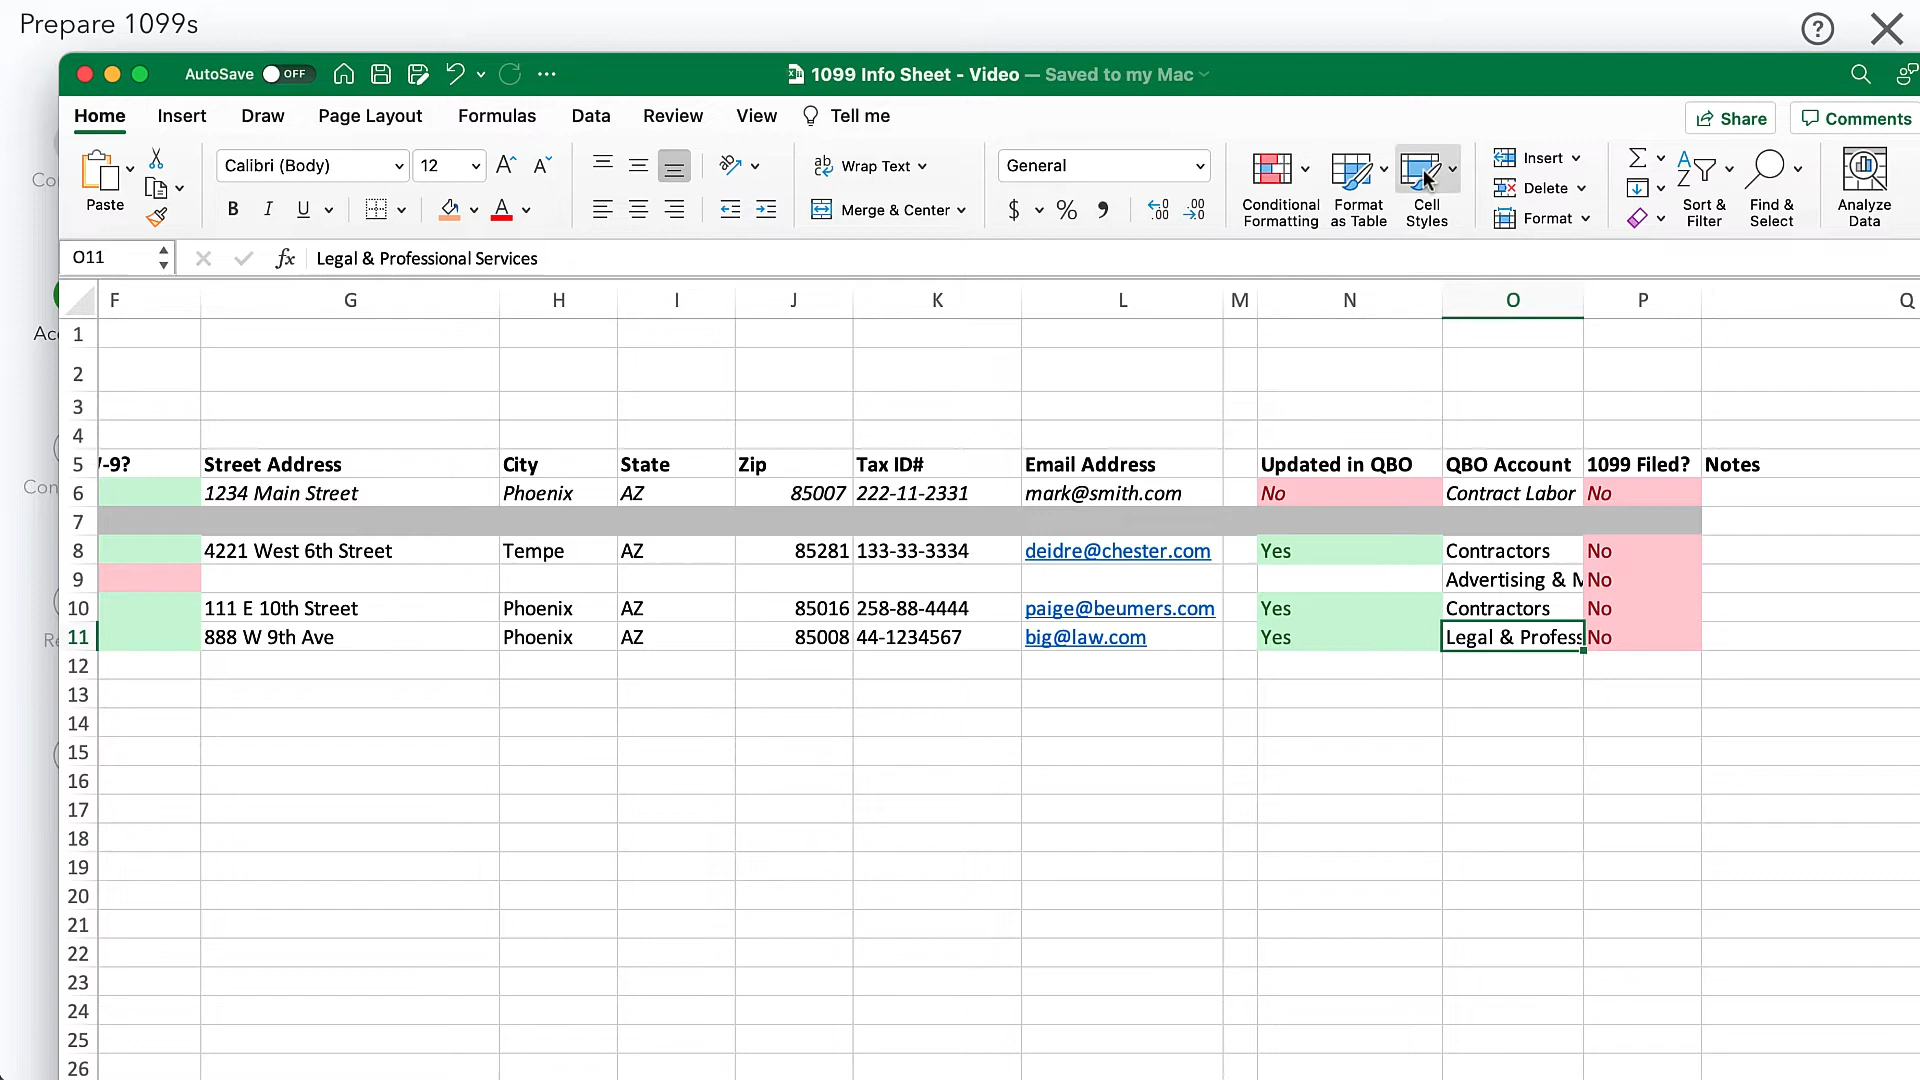 Prepare 1099s
AutoSave OFF
1099 Info Sheet - Video — Saved to my Mac
Home Insert Draw Page Layout Formulas Data Review View Tell me
Share Comments
Paste
Calibri (Body) 12
Wrap Text
Merge & Center
General
Conditional Formatting
Format as Table
Cell Styles
Insert
Delete
Format
Sort & Filter
Find & Select
Analyze Data
O11 fx Legal & Professional Services
F G H I J K L M N O P Q
1
2
3
4
5 -9? Street Address City State Zip Tax ID# Email Address Updated in QBO QBO Account 1099 Filed? Notes
6 1234 Main Street Phoenix AZ 85007 222-11-2331 mark@smith.com No Contract Labor No
7
8 4221 West 6th Street Tempe AZ 85281 133-33-3334 deidre@chester.com Yes Contractors No
9 Advertising & M No
10 111 E 10th Street Phoenix AZ 85016 258-88-4444 paige@beumers.com Yes Contractors No
11 888 W 9th Ave Phoenix AZ 85008 44-1234567 big@law.com Yes Legal & Profess No
12
13
14
15
16
17
18
19
20
21
22
23
24
25
26